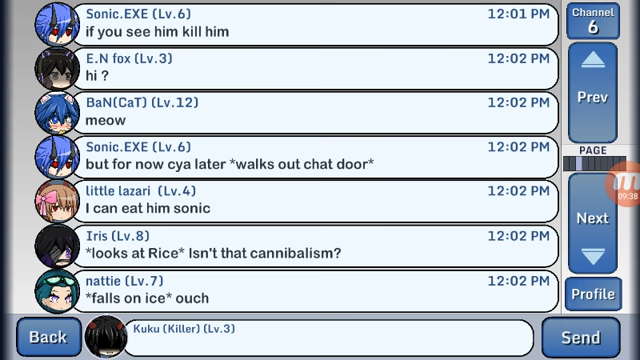 Sonic.EXE (Lv.6) 12:01 PM
if you see him kill him
E.N fox (Lv.3) 12:02 PM
hi ?
BaN(CaT) (Lv.12) 12:02 PM
meow
Sonic.EXE (Lv.6) 12:02 PM
but for now cya later *walks out chat door*
little lazari (Lv.4) 12:02 PM
I can eat him sonic
Iris (Lv.8) 12:02 PM
*looks at Rice* Isn't that cannibalism?
nattie (Lv.7) 12:02 PM
*falls on ice* ouch
Back
Kuku (Killer) (Lv.3)
Send
Channel
6
Prev
PAGE
09:38
Next
Profile